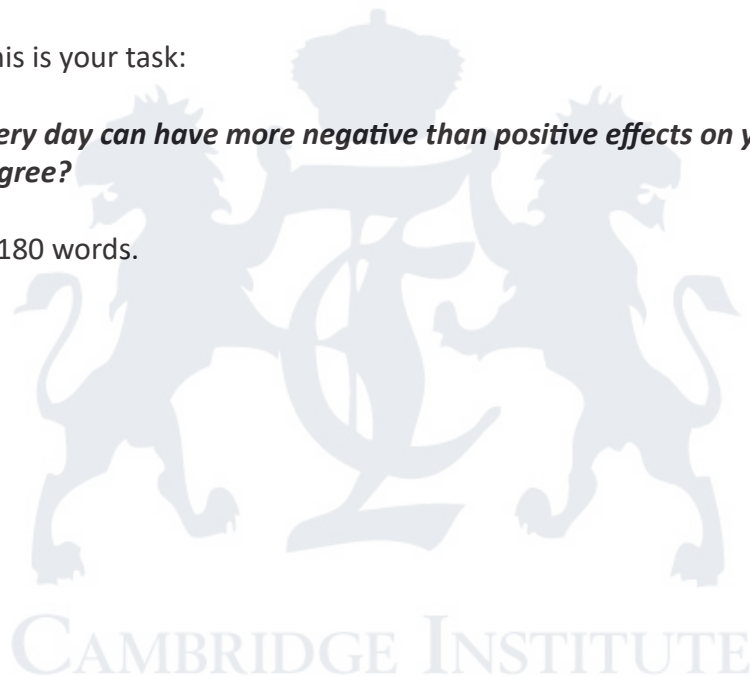 his is your task:
ery day can have more negative than positive effects on y
gree?
180 words.
CAMBRIDGE INSTITUTE